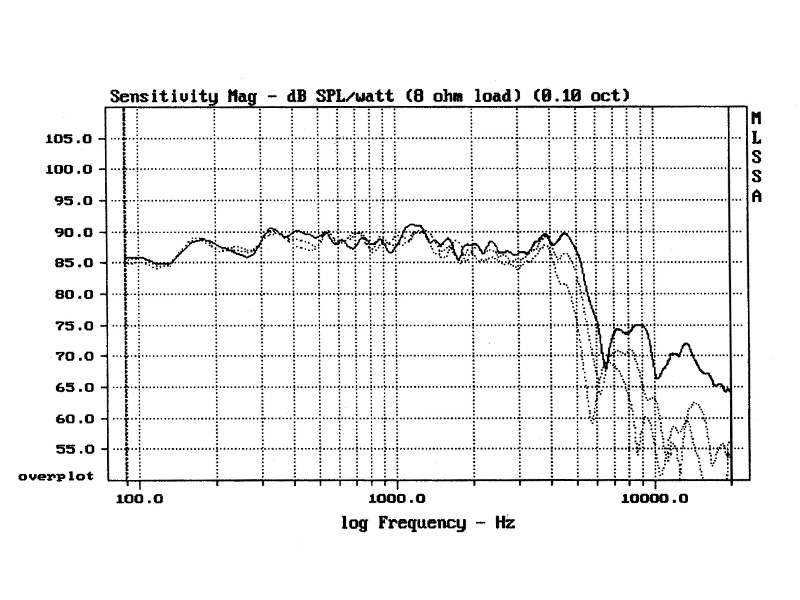 Sensitivity Mag - dB SPL/watt (8 ohm load) (0.10 oct)
M
L
S
S
A
105.0
100.0
95.0
90.0
85.0
80.0
75.0
70.0
65.0
60.0
55.0
overplot
100.0 1000.0 10000.0
log Frequency - Hz